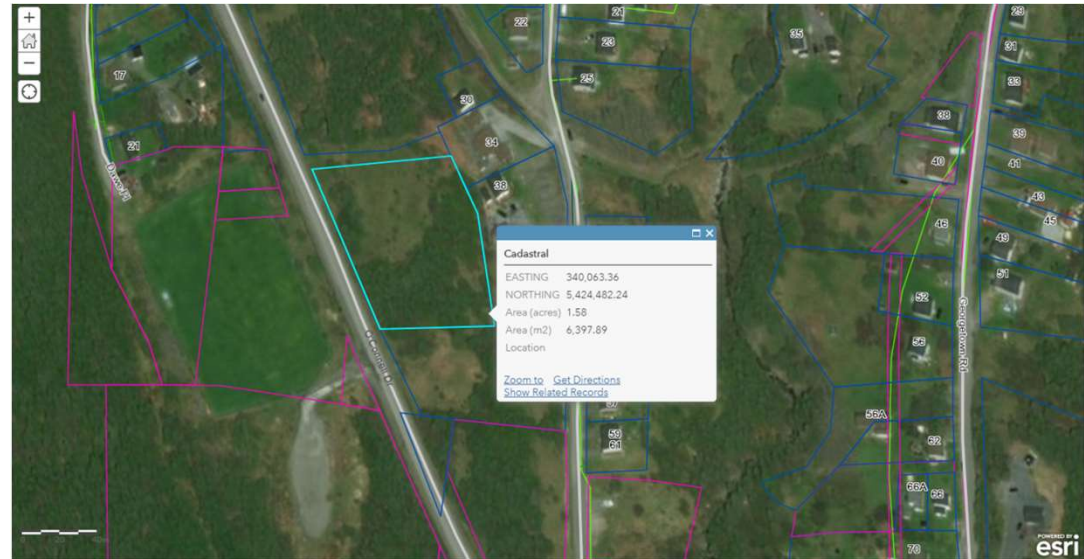 +
−
22
21
23
25
35
29
31
33
17
21
30
34
38
38
40
39
41
43
45
46
49
51
52
56
56A
62
66A
66
70
59
61
Georgetown Rd
Cadastral
EASTING 340,063.36
NORTHING 5,424,482.24
Area (acres) 1.58
Area (m2) 6,397.89
Location
Zoom to Get Directions
Show Related Records
POWERED BY
esri